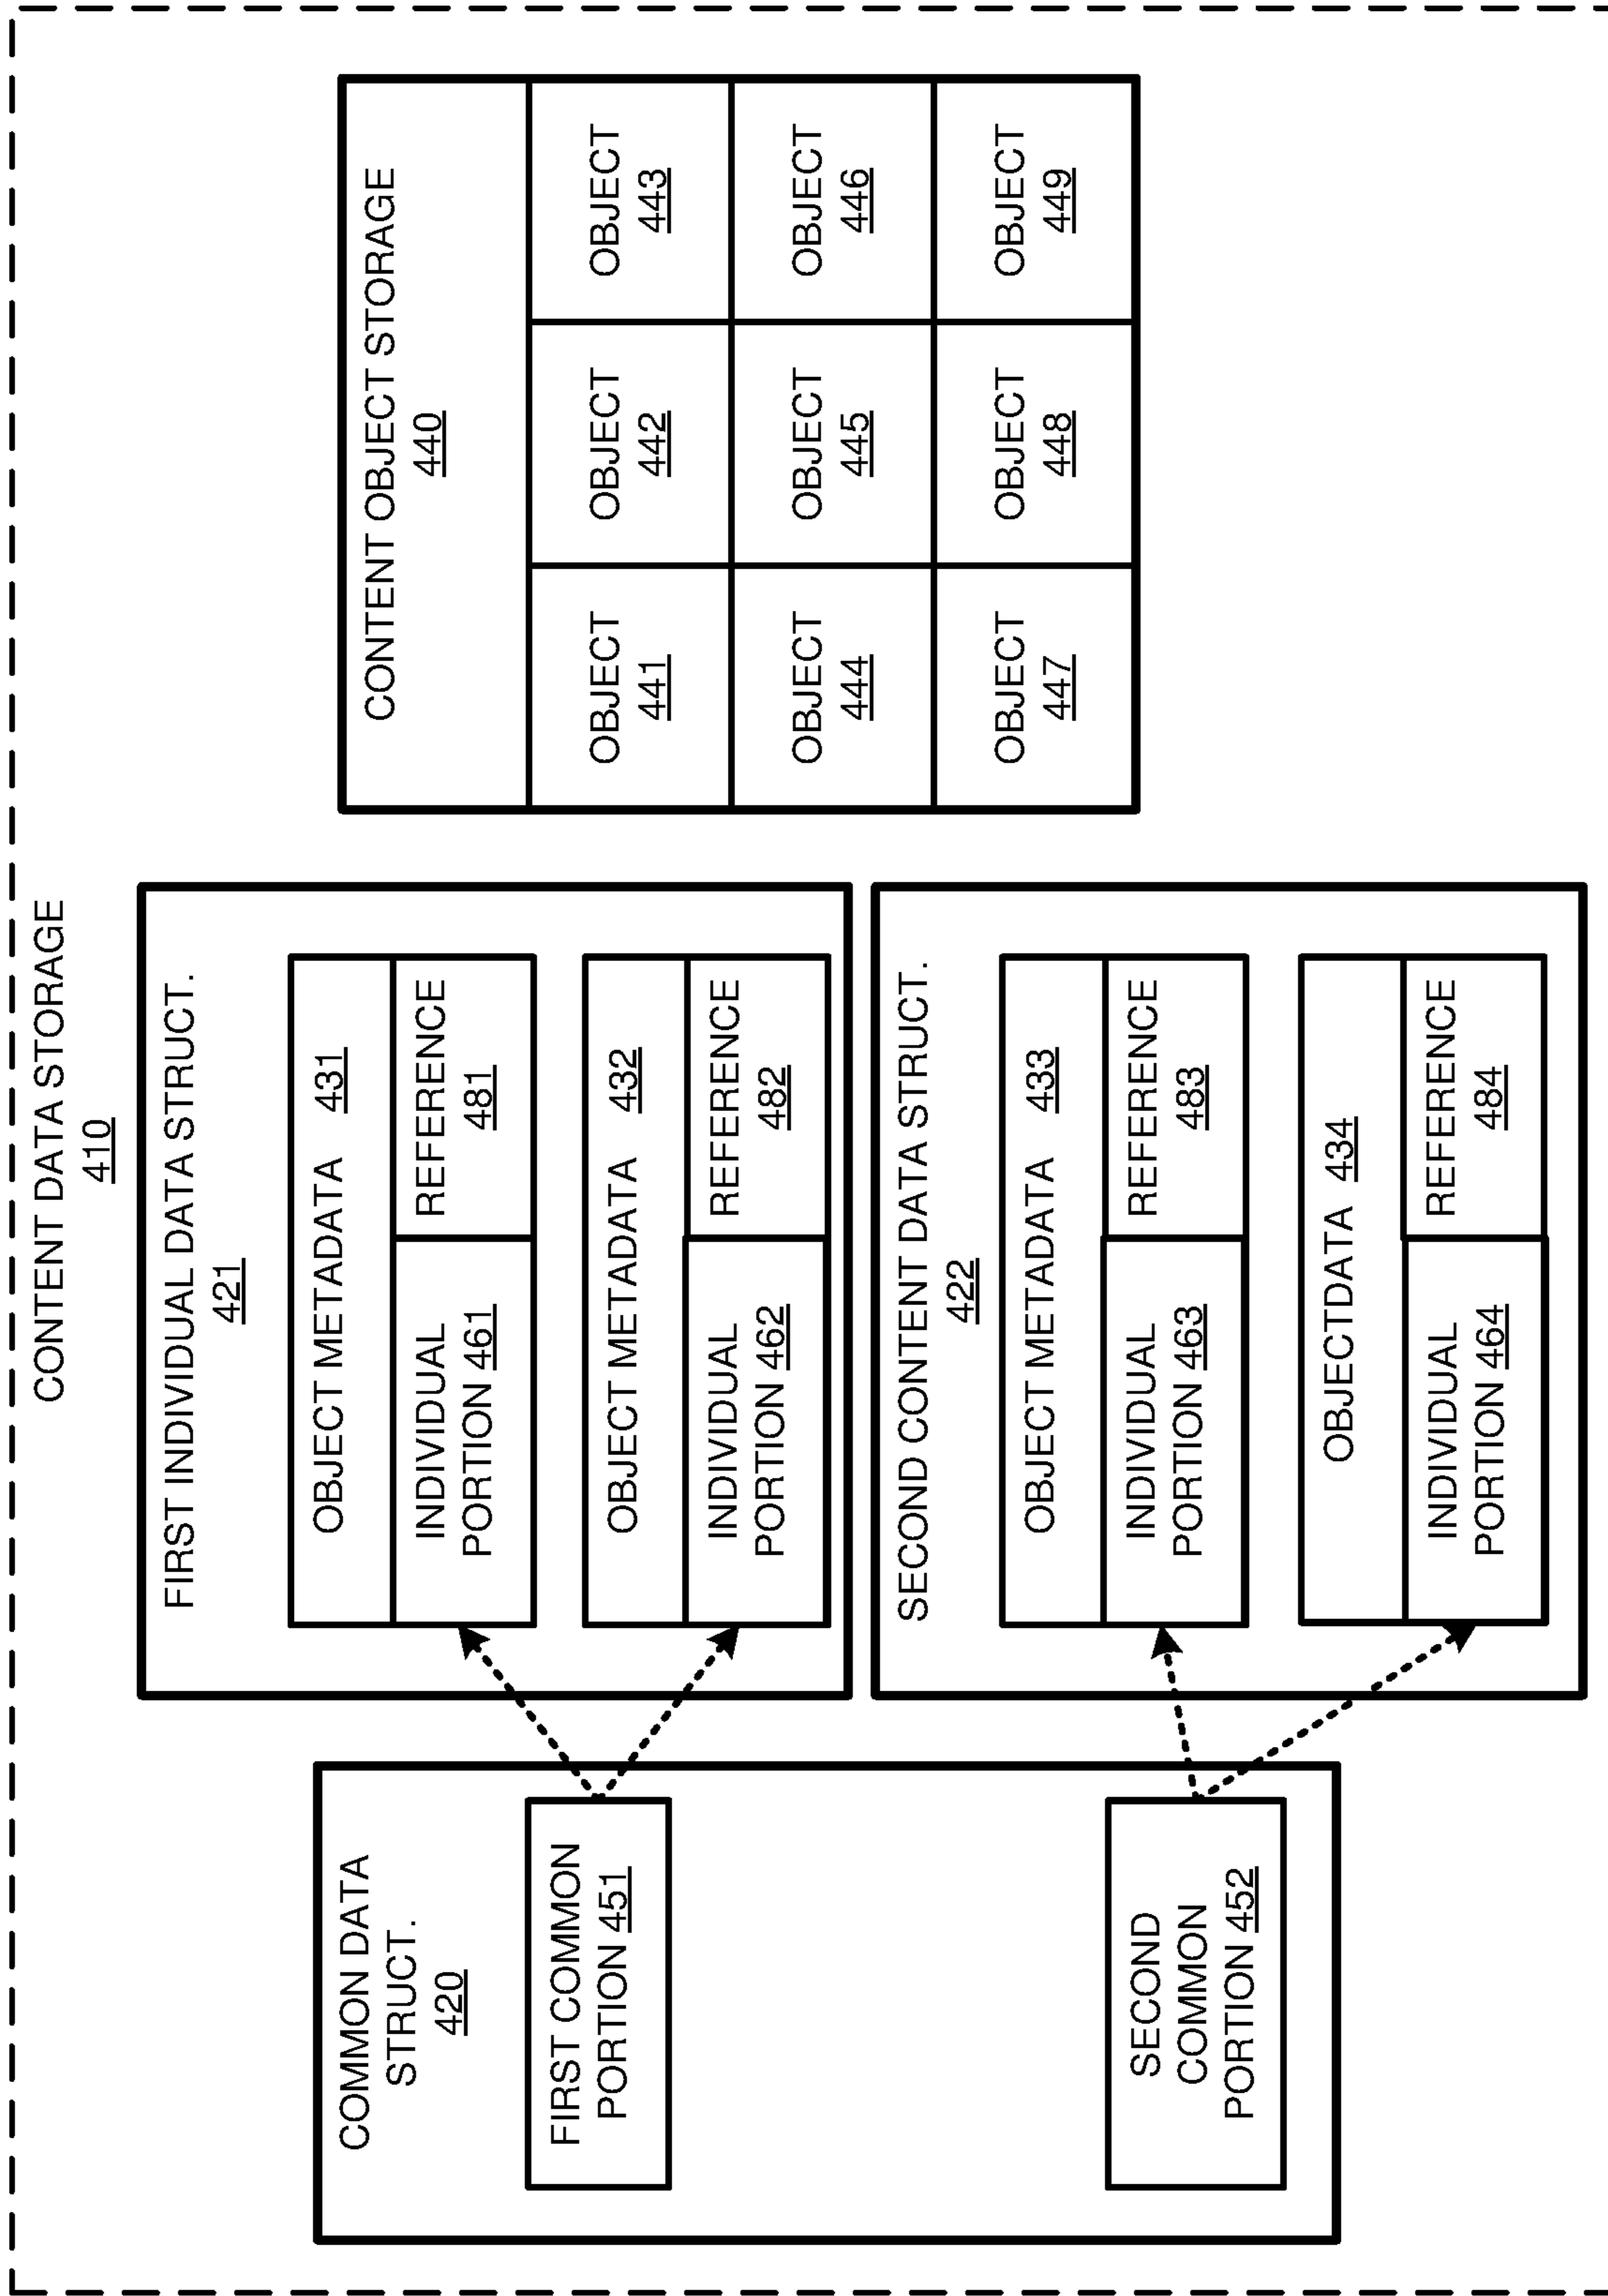 CONTENT DATA STORAGE
410
COMMON DATA
STRUCT.
420
FIRST COMMON
PORTION 451
SECOND
COMMON
PORTION 452
FIRST INDIVIDUAL DATA STRUCT.
421
OBJECT METADATA 431
INDIVIDUAL
PORTION 461
REFERENCE
481
OBJECT METADATA 432
INDIVIDUAL
PORTION 462
REFERENCE
482
SECOND CONTENT DATA STRUCT.
422
OBJECT METADATA 433
INDIVIDUAL
PORTION 463
REFERENCE
483
OBJECTDATA 434
INDIVIDUAL
PORTION 464
REFERENCE
484
CONTENT OBJECT STORAGE
440
OBJECT
441
OBJECT
442
OBJECT
443
OBJECT
444
OBJECT
445
OBJECT
446
OBJECT
447
OBJECT
448
OBJECT
449